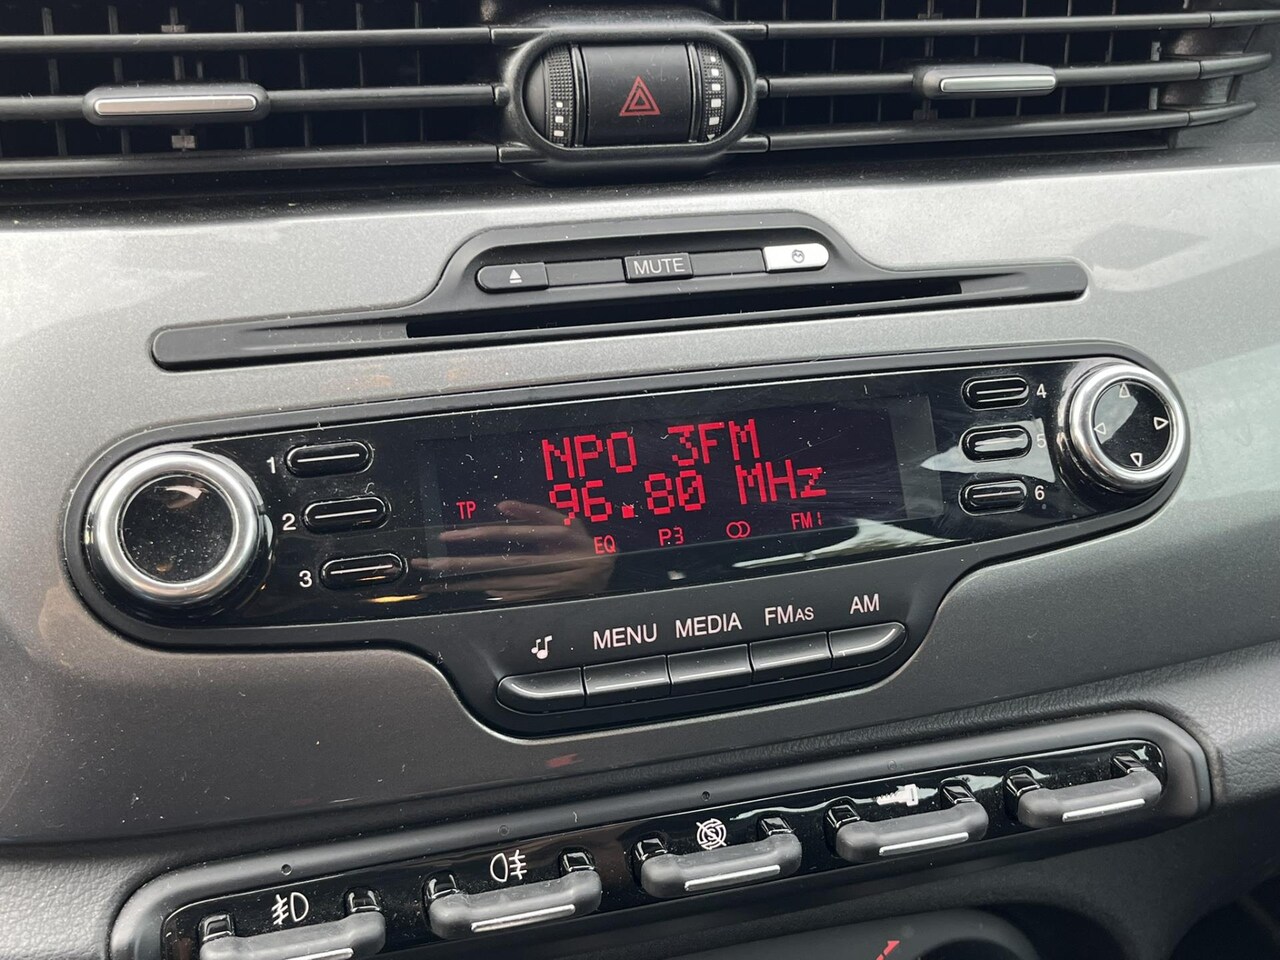 MUTE
1
2
3
4
5
6
NPO 3FM
96.80 MHz
TP
EQ P.3 FM1
MENU MEDIA FMAS AM